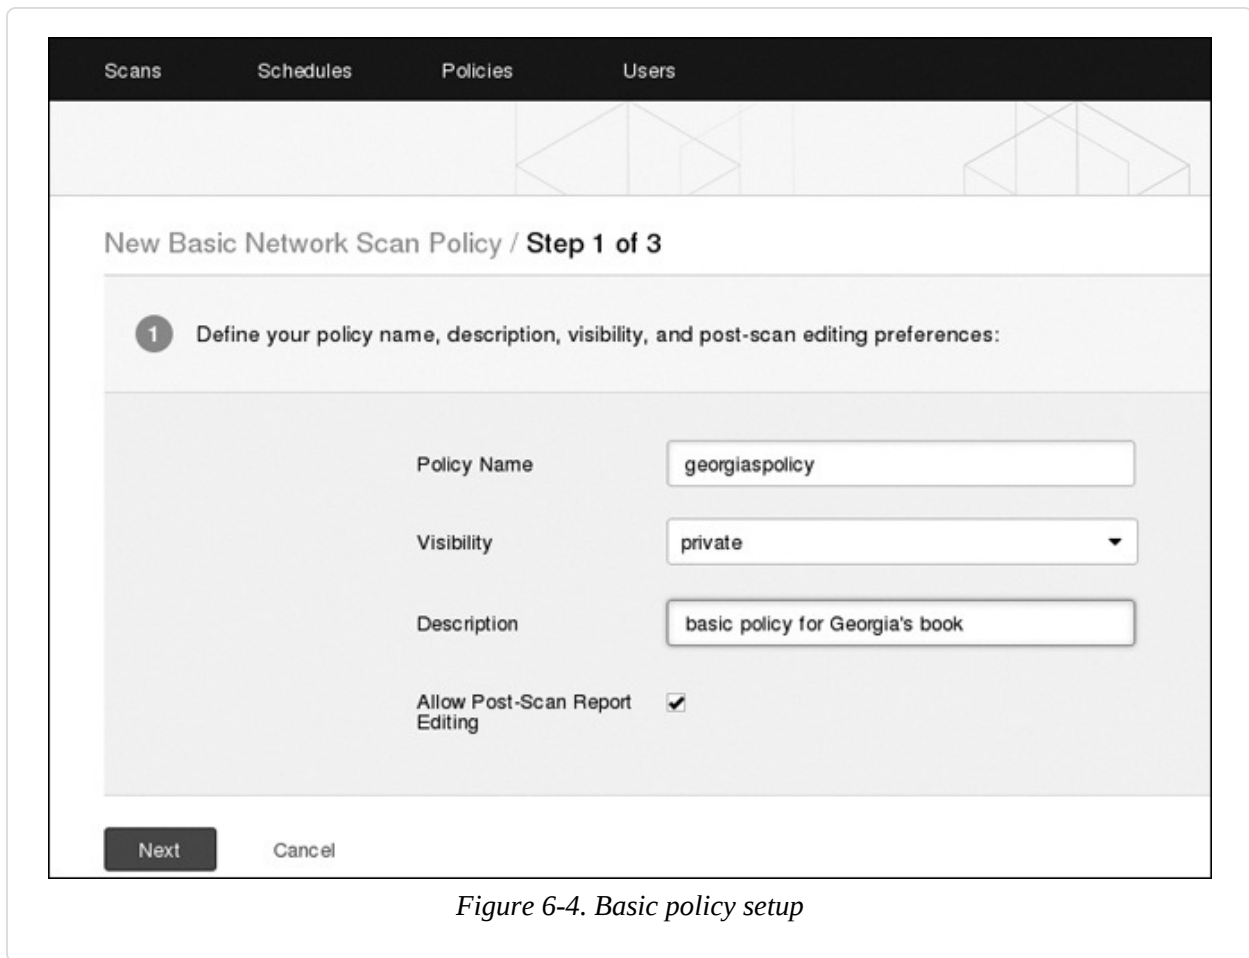 Scans Schedules Policies Users
New Basic Network Scan Policy / Step 1 of 3
1 Define your policy name, description, visibility, and post-scan editing preferences:
Policy Name georgiaspolicy
Visibility private
Description basic policy for Georgia's book
Allow Post-Scan Report
Editing
Next Cancel
Figure 6-4. Basic policy setup